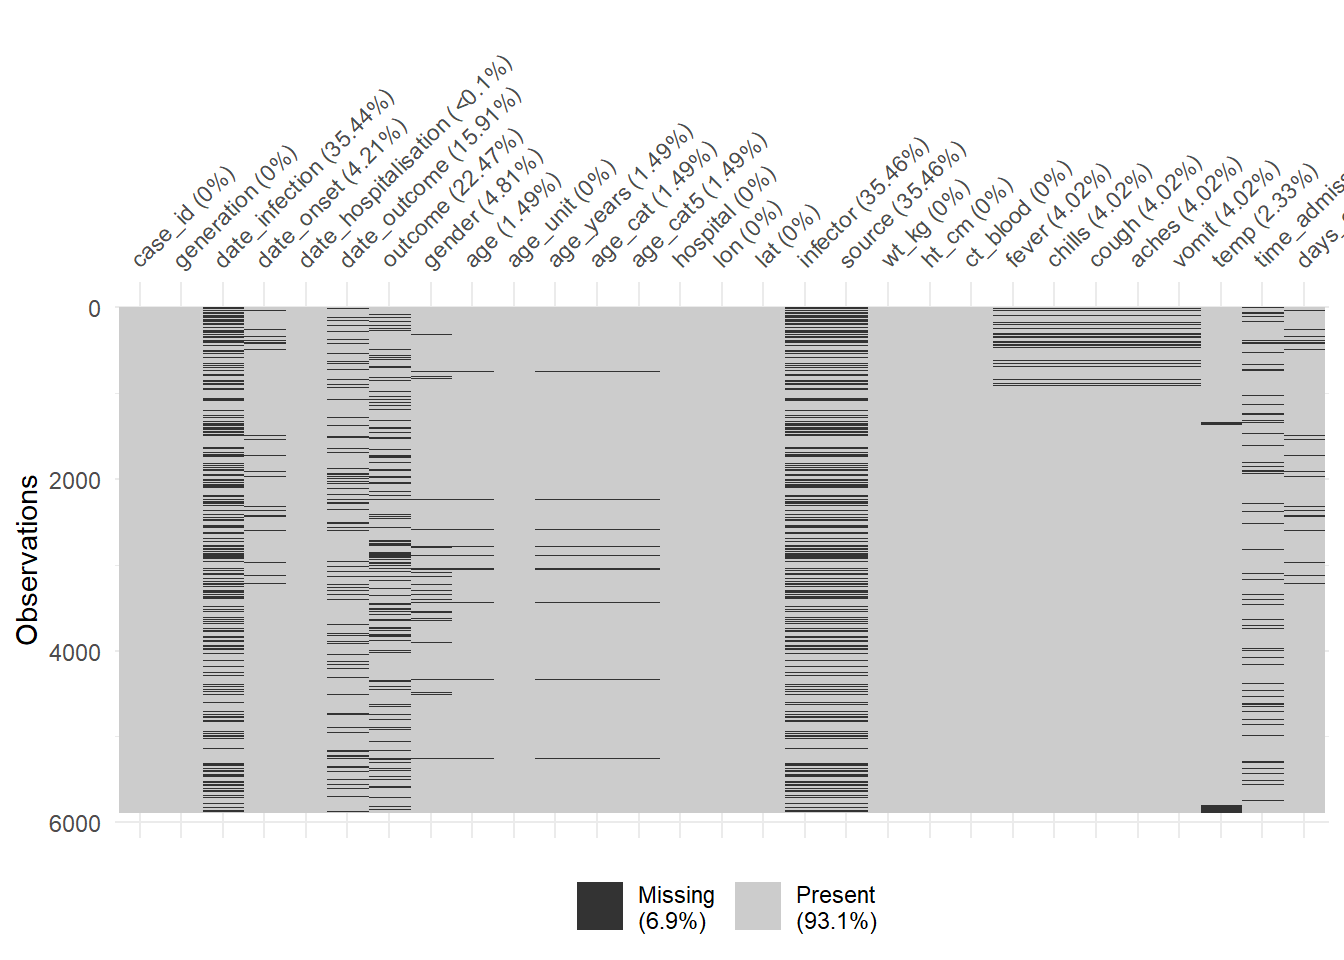 case_id (0%)
generation (0%)
date_infection (35.44%)
date_onset (4.21%)
date_hospitalisation (<0.1%)
date_outcome (15.91%)
outcome (22.47%)
gender (4.81%)
age (1.49%)
age_unit (0%)
age_years (1.49%)
age_cat (1.49%)
age_cat5 (1.49%)
hospital (0%)
lon (0%)
lat (0%)
infector (35.46%)
source (35.46%)
wt_kg (0%)
ht_cm (0%)
ct_blood (0%)
fever (4.02%)
chills (4.02%)
cough (4.02%)
aches (4.02%)
vomit (4.02%)
temp (2.33%)
time_admiss
days_
0
2000
4000
6000
Observations
Missing
(6.9%)
Present
(93.1%)